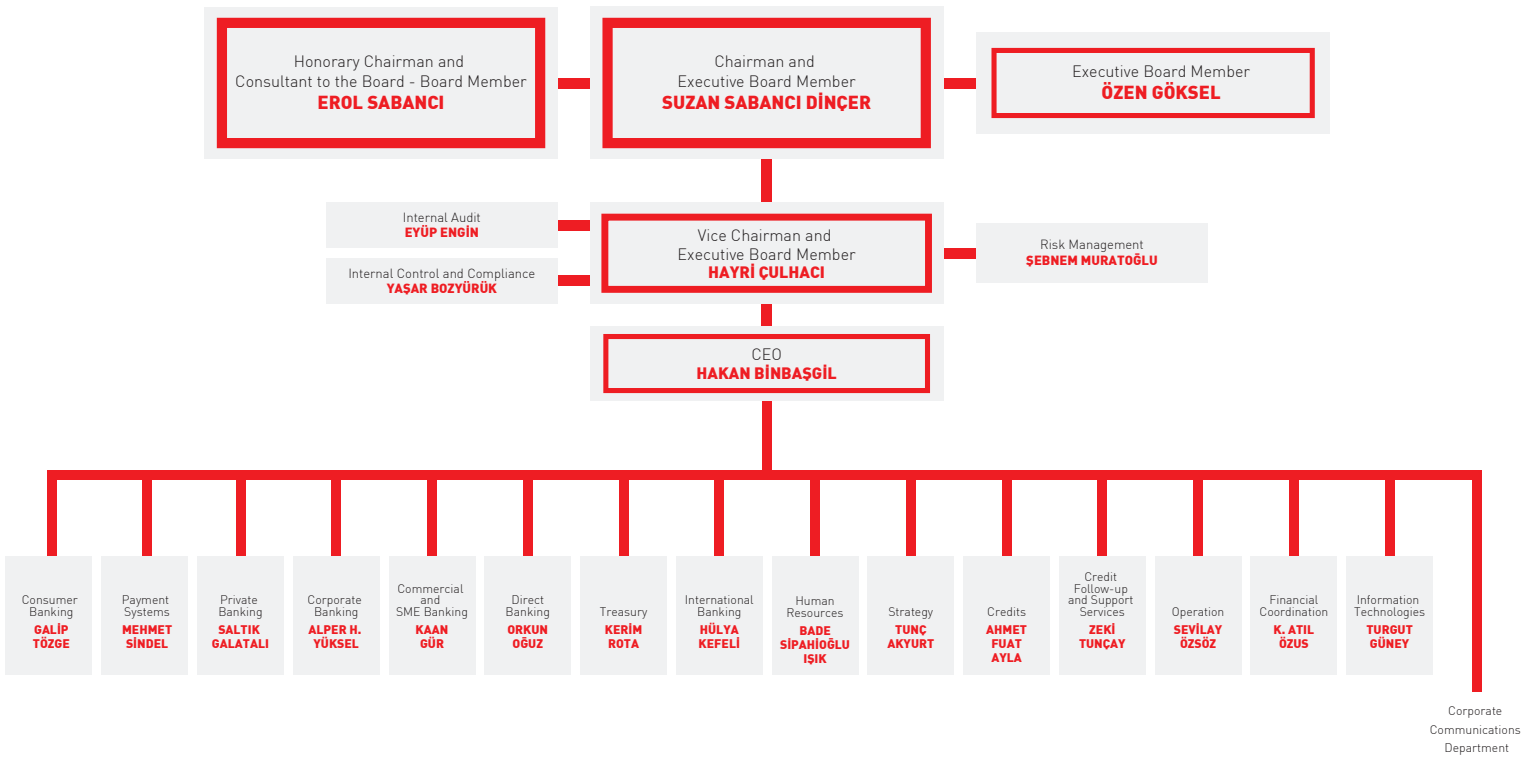 Honorary Chairman and
Consultant to the Board - Board Member
EROL SABANCI
Chairman and
Executive Board Member
SUZAN SABANCI DİNÇER
Executive Board Member
ÖZEN GÖKSEL
Internal Audit
EYÜP ENGİN
Internal Control and Compliance
YAŞAR BOZYÜRÜK
Vice Chairman and
Executive Board Member
HAYRİ ÇULHACI
Risk Management
ŞEBNEM MURATOĞLU
CEO
HAKAN BİNBAŞGİL
Consumer
Banking
GALİP
TÖZGE
Payment
Systems
MEHMET
SİNDEL
Private
Banking
SALTIK
GALATALI
Corporate
Banking
ALPER H.
YÜKSEL
Commercial
and
SME Banking
KAAN
GÜR
Direct
Banking
ORKUN
OĞUZ
Treasury
KERİM
ROTA
International
Banking
HÜLYA
KEFELİ
Human
Resources
BADE
SİPAHİOĞLU
IŞIK
Strategy
TUNÇ
AKYURT
Credits
AHMET
FUAT
AYLA
Credit
Follow-up
and Support
Services
ZEKİ
TUNÇAY
Operation
SEVİLAY
ÖZSÖZ
Financial
Coordination
K. ATIL
ÖZUS
Information
Technologies
TURGUT
GÜNEY
Corporate
Communications
Department